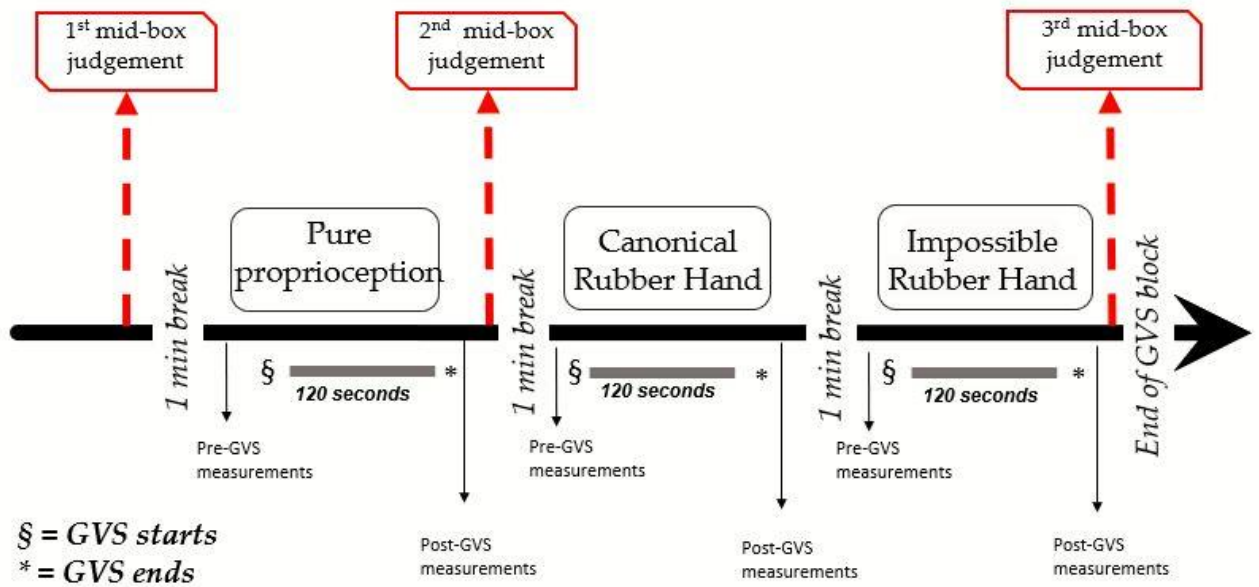 1st mid-box
judgement
2nd mid-box
judgement
3rd mid-box
judgement
Pure
proprioception
Canonical
Rubber Hand
Impossible
Rubber Hand
1 min break
1 min break
1 min break
End of GVS block
§
*
120 seconds
§
*
120 seconds
§
*
120 seconds
Pre-GVS
measurements
Pre-GVS
measurements
Pre-GVS
measurements
Post-GVS
measurements
Post-GVS
measurements
Post-GVS
measurements
§ = GVS starts
* = GVS ends